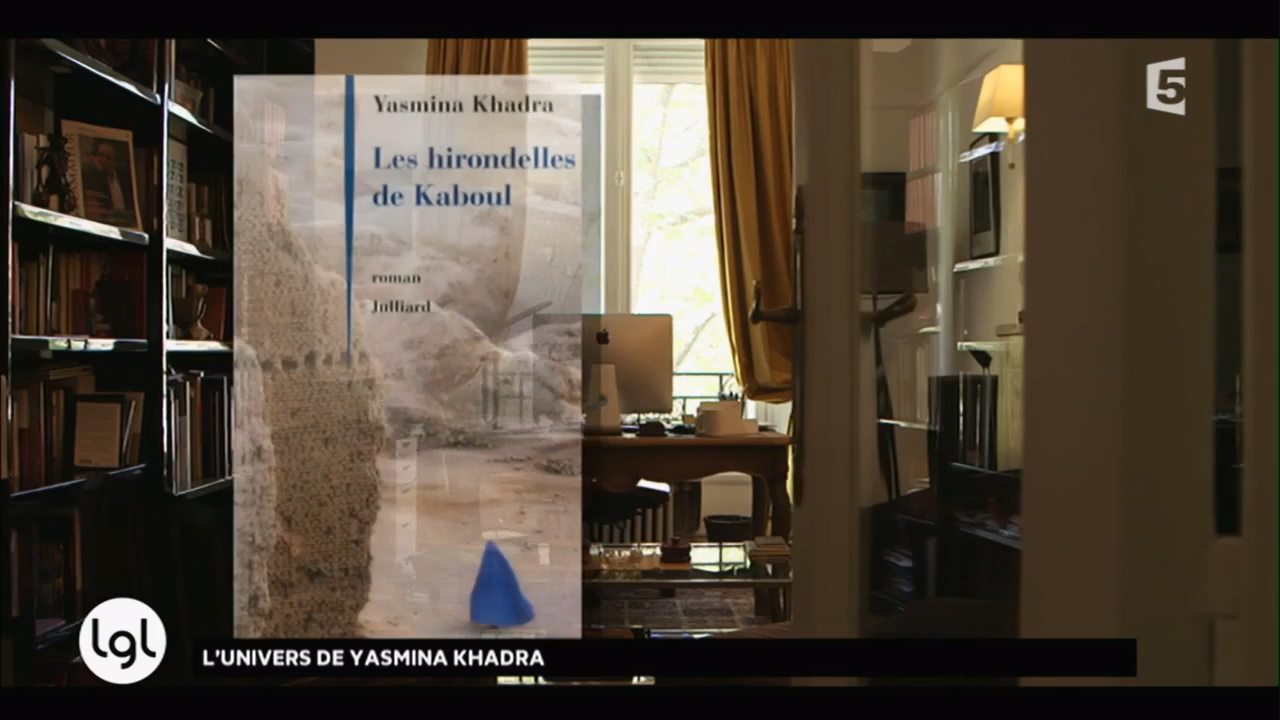 Yasmina Khadra
Les hirondelles
de Kaboul
roman
Julliard
5
lgl
L'UNIVERS DE YASMINA KHADRA